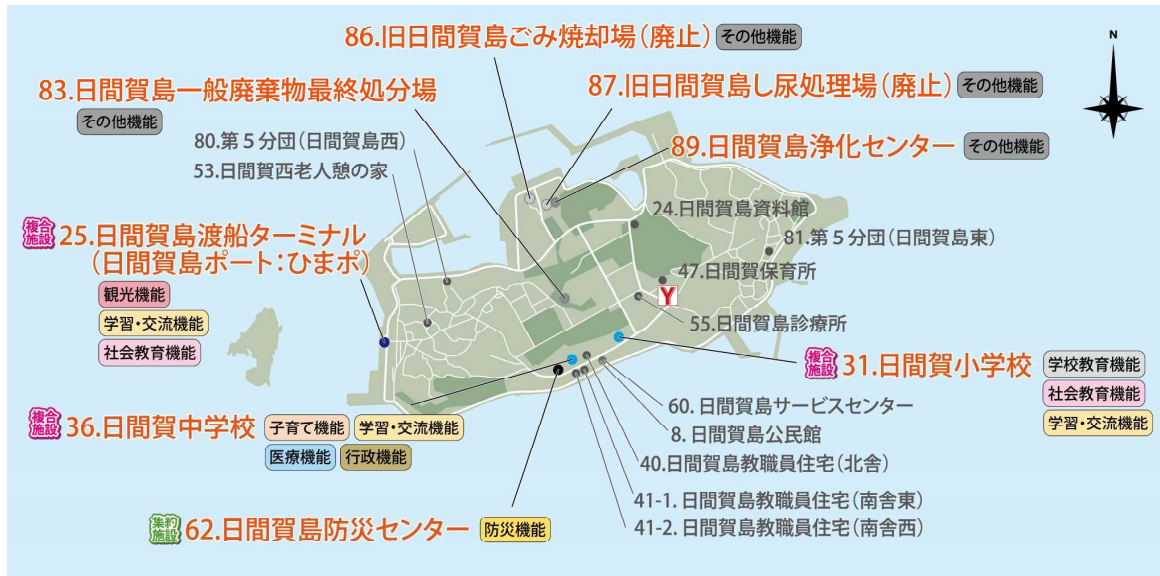 86.旧日間賀島ごみ焼却場(廃止) その他機能
N
83.日間賀島一般廃棄物最終処分場
その他機能
87.旧日間賀島し尿処理場(廃止) その他機能
80.第5分団(日間賀島西)
89.日間賀島浄化センター その他機能
53.日間賀西老人憩の家
24.日間賀島資料館
複合
施設
25.日間賀島渡船ターミナル
(日間賀島ポート:ひまポ)
81.第5分団(日間賀島東)
47.日間賀保育所
観光機能
学習・交流機能
社会教育機能
Y
55.日間賀島診療所
複合
施設
31.日間賀小学校
学校教育機能
社会教育機能
学習・交流機能
複合
施設
36.日間賀中学校
子育て機能 学習・交流機能
医療機能 行政機能
60.日間賀島サービスセンター
8.日間賀島公民館
40.日間賀島教職員住宅(北舎)
41-1.日間賀島教職員住宅(南舎東)
41-2.日間賀島教職員住宅(南舎西)
集約
施設
62.日間賀島防災センター 防災機能